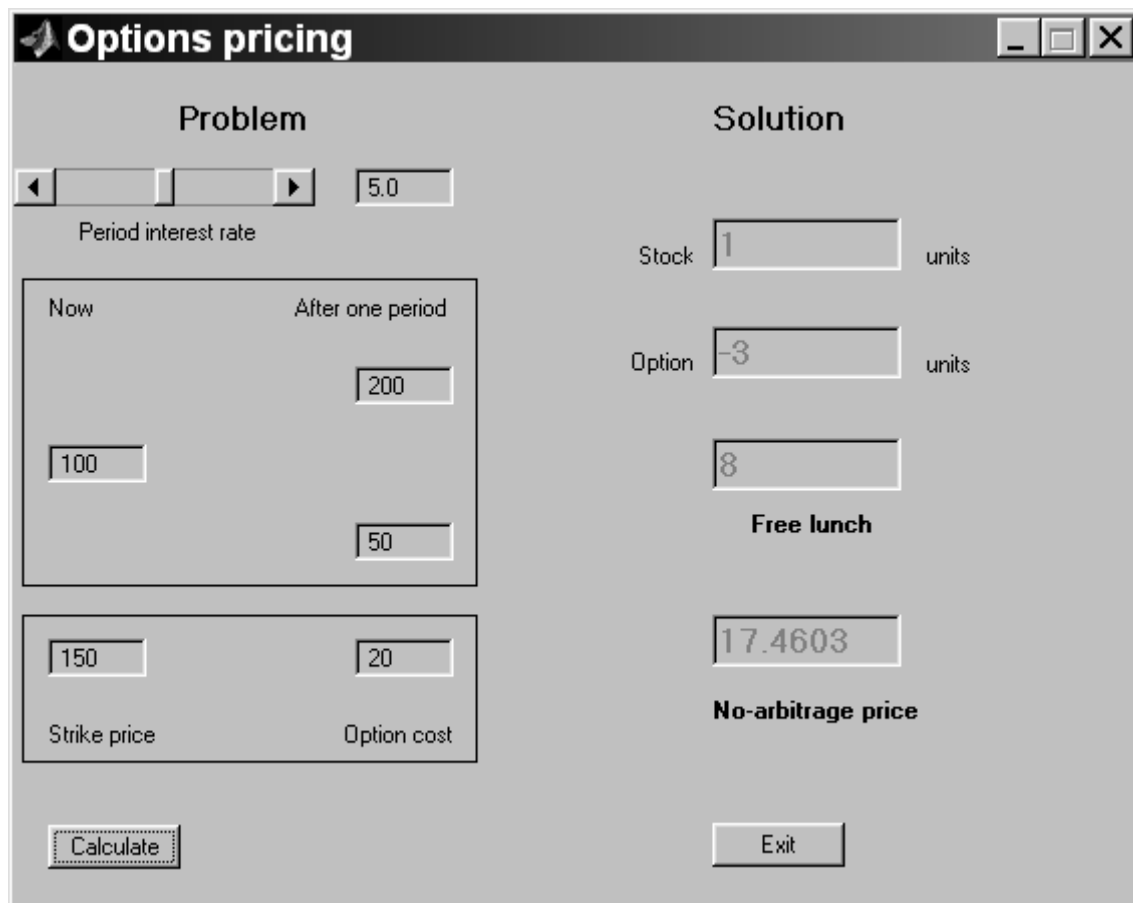 Options pricing
Problem
Solution
5.0
Period interest rate
Stock 1 units
Now After one period
Option -3 units
200
100
8
50
Free lunch
150 20
17.4603
Strike price Option cost
No-arbitrage price
Calculate
Exit